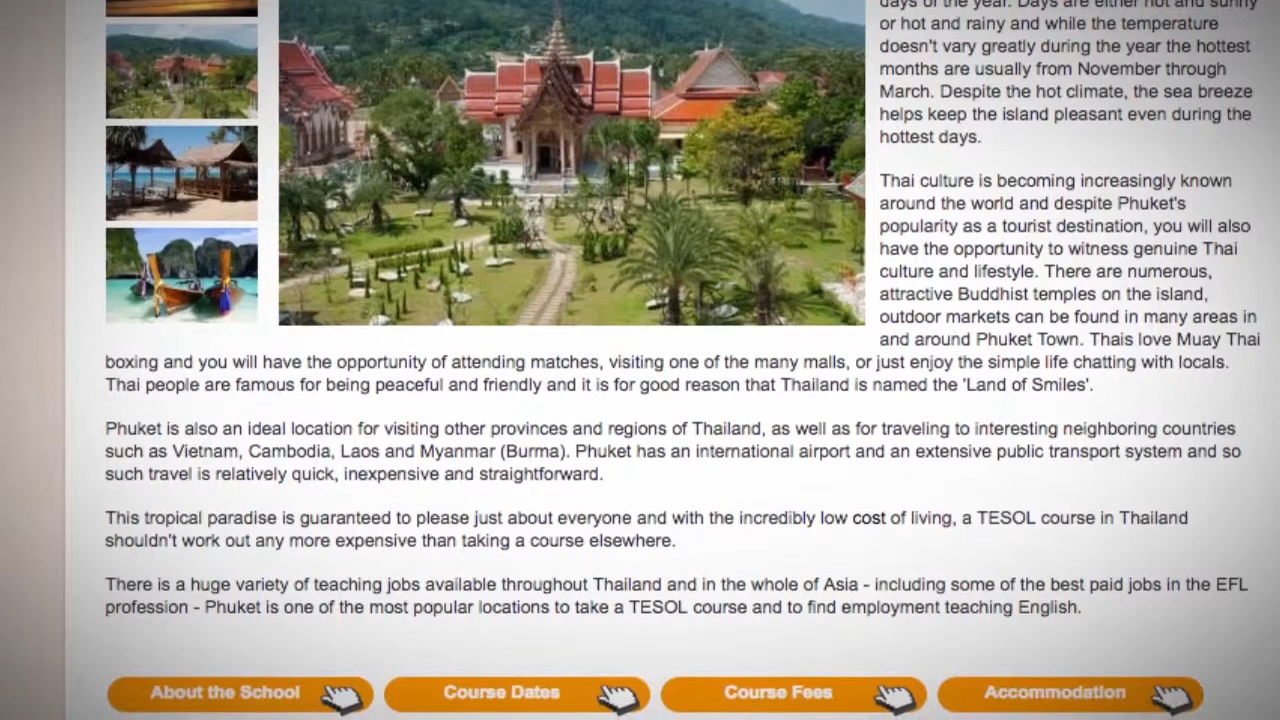 days of the year. Days are either hot and sunny
or hot and rainy and while the temperature
doesn't vary greatly during the year the hottest
months are usually from November through
March. Despite the hot climate, the sea breeze
helps keep the island pleasant even during the
hottest days.
Thai culture is becoming increasingly known
around the world and despite Phuket's
popularity as a tourist destination, you will also
have the opportunity to witness genuine Thai
culture and lifestyle. There are numerous,
attractive Buddhist temples on the island,
outdoor markets can be found in many areas in
and around Phuket Town. Thais love Muay Thai
boxing and you will have the opportunity of attending matches, visiting one of the many malls, or just enjoy the simple life chatting with locals.
Thai people are famous for being peaceful and friendly and it is for good reason that Thailand is named the 'Land of Smiles'.
Phuket is also an ideal location for visiting other provinces and regions of Thailand, as well as for traveling to interesting neighboring countries
such as Vietnam, Cambodia, Laos and Myanmar (Burma). Phuket has an international airport and an extensive public transport system and so
such travel is relatively quick, inexpensive and straightforward.
This tropical paradise is guaranteed to please just about everyone and with the incredibly low cost of living, a TESOL course in Thailand
shouldn't work out any more expensive than taking a course elsewhere.
There is a huge variety of teaching jobs available throughout Thailand and in the whole of Asia - including some of the best paid jobs in the EFL
profession - Phuket is one of the most popular locations to take a TESOL course and to find employment teaching English.
About the School
Course Dates
Course Fees
Accommodation